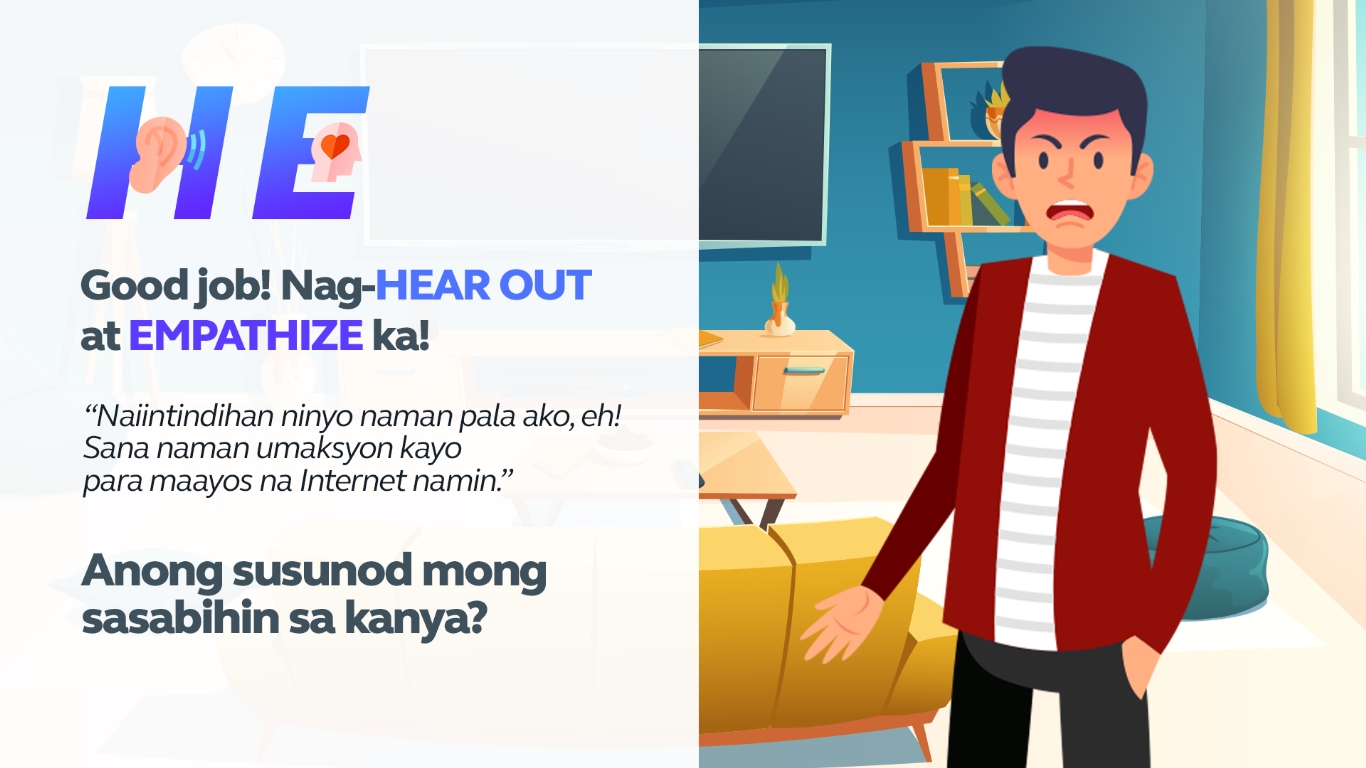 HE
Good job! Nag-HEAR OUT
at EMPATHIZE ka!
“Naiintindihan ninyo naman pala ako, eh!
Sana naman umaksyon kayo
para maayos na Internet namin.”
Anong susunod mong
sasabihin sa kanya?